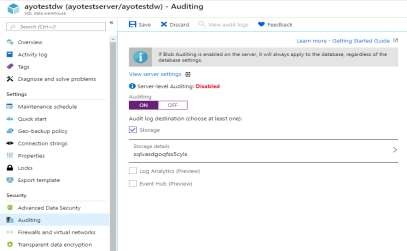 ayotestdw (ayotestserver/ayotestdw) - Auditing
SQL data warehouse
Search (Ctrl+/)
Overview
Activity log
Tags
Diagnose and solve problems
Settings
Maintenance schedule
Quick start
Geo-backup policy
Connection strings
Properties
Locks
Export template
Security
Advanced Data Security
Auditing
Firewalls and virtual networks
Transparent data encryption
Save Discard View audit logs Feedback
Learn more - Getting Started Guide
If Blob Auditing is enabled on the server, it will always apply to the database, regardless of the
database settings.
View server settings
Server-level Auditing: Disabled
Auditing
ON OFF
Audit log destination (choose at least one):
Storage
Storage details
Log Analytics (Preview)
Event Hub (Preview)